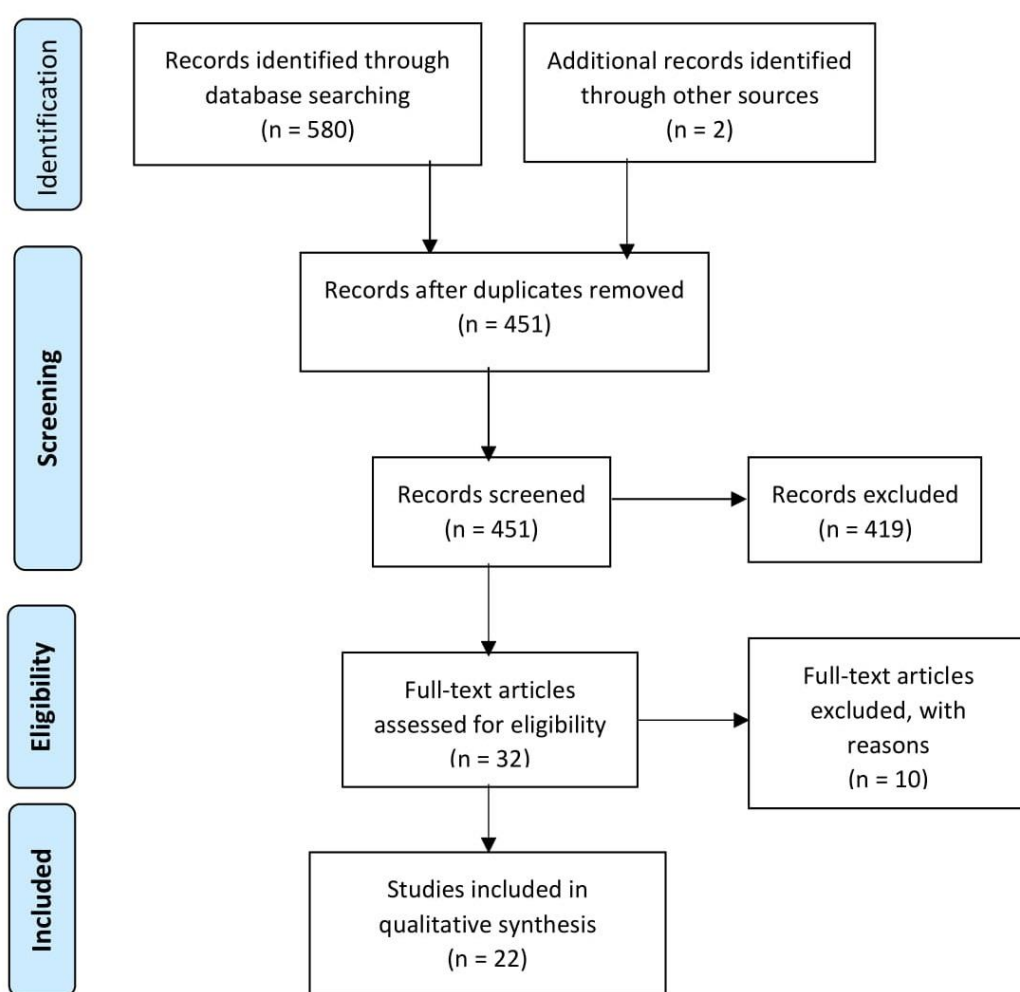 Identification
Records identified through
database searching
(n = 580)
Additional records identified
through other sources
(n = 2)
Screening
Records after duplicates removed
(n = 451)
Records screened
(n = 451)
Records excluded
(n = 419)
Eligibility
Full-text articles
assessed for eligibility
(n = 32)
Full-text articles
excluded, with
reasons
(n = 10)
Included
Studies included in
qualitative synthesis
(n = 22)